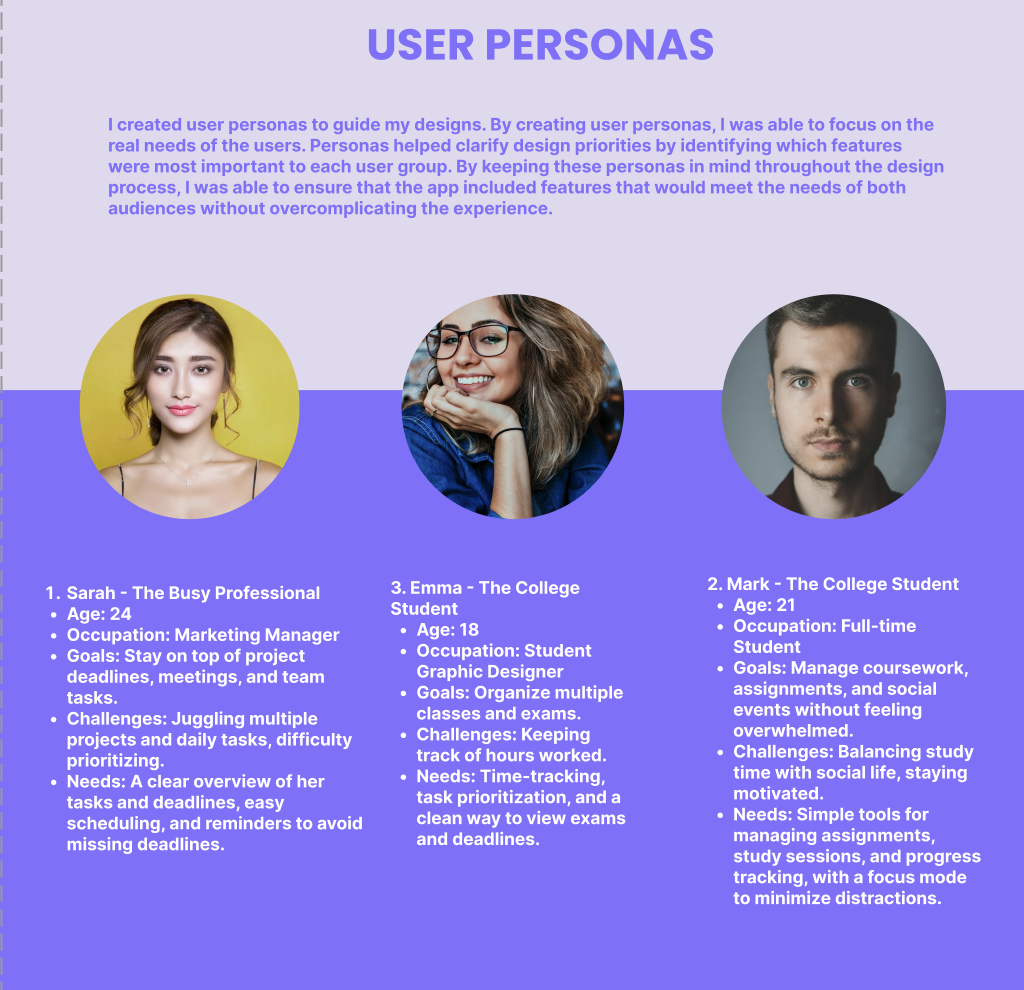 USER PERSONAS
I created user personas to guide my designs. By creating user personas, I was able to focus on the
real needs of the users. Personas helped clarify design priorities by identifying which features
were most important to each user group. By keeping these personas in mind throughout the design
process, I was able to ensure that the app included features that would meet the needs of both
audiences without overcomplicating the experience.
1. Sarah - The Busy Professional
• Age: 24
• Occupation: Marketing Manager
• Goals: Stay on top of project
deadlines, meetings, and team
tasks.
• Challenges: Juggling multiple
projects and daily tasks, difficulty
prioritizing.
• Needs: A clear overview of her
tasks and deadlines, easy
scheduling, and reminders to avoid
missing deadlines.
3. Emma - The College
Student
• Age: 18
• Occupation: Student
Graphic Designer
• Goals: Organize multiple
classes and exams.
• Challenges: Keeping
track of hours worked.
• Needs: Time-tracking,
task prioritization, and a
clean way to view exams
and deadlines.
2. Mark - The College Student
• Age: 21
• Occupation: Full-time
Student
• Goals: Manage coursework,
assignments, and social
events without feeling
overwhelmed.
• Challenges: Balancing study
time with social life, staying
motivated.
• Needs: Simple tools for
managing assignments,
study sessions, and progress
tracking, with a focus mode
to minimize distractions.